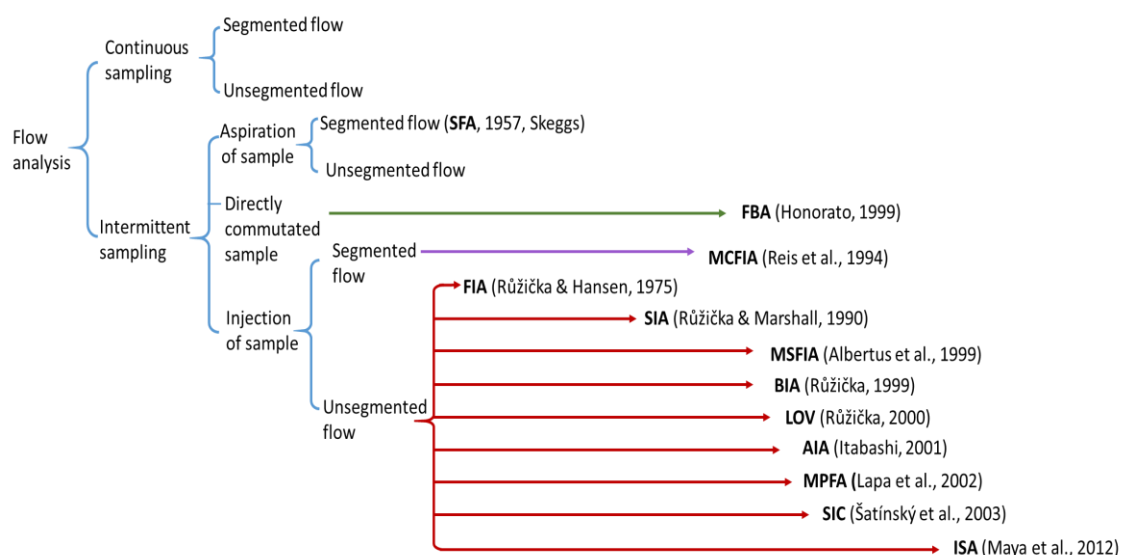 Segmented flow
Continuous
sampling
Unsegmented flow
Flow
analysis
Aspiration
of sample
Segmented flow (SFA, 1957, Skeggs)
Unsegmented flow
Intermittent
sampling
Directly
commutated
sample
FBA (Honorato, 1999)
Segmented
flow
MCFIA (Reis et al., 1994)
Injection
of sample
FIA (Růžička & Hansen, 1975)
SIA (Růžička & Marshall, 1990)
MSFIA (Albertus et al., 1999)
BIA (Růžička, 1999)
Unsegmented
flow
LOV (Růžička, 2000)
AIA (Itabashi, 2001)
MPFA (Lapa et al., 2002)
SIC (Šatínský et al., 2003)
ISA (Maya et al., 2012)